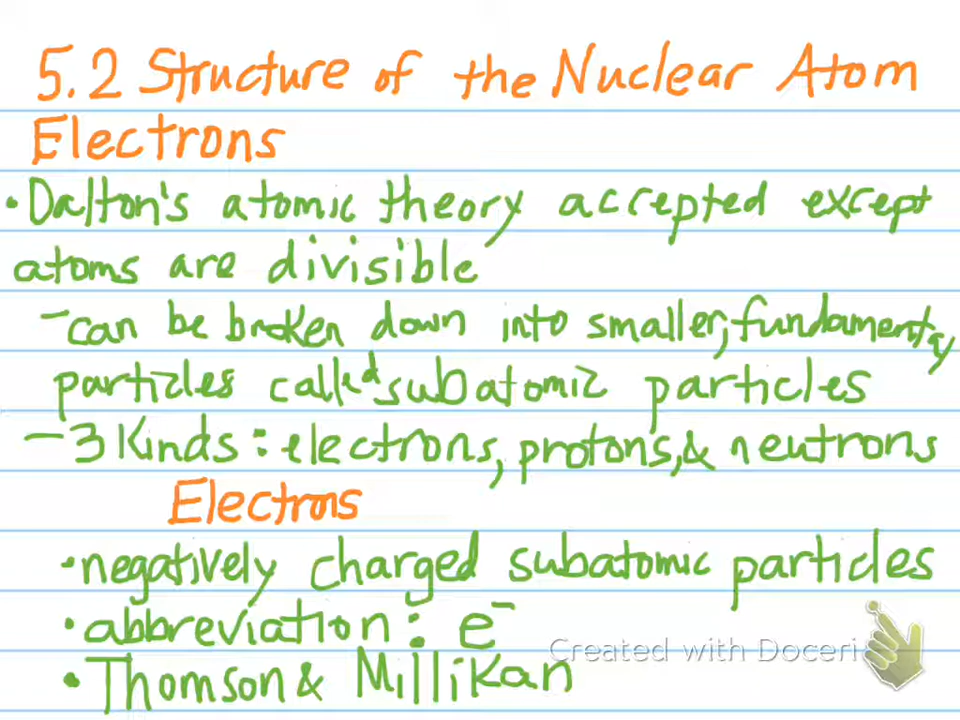 5.2 Structure of the Nuclear Atom
Electrons
• Dalton's atomic theory accepted except
atoms are divisible
- can be broken down into smaller, fundamental
particles called subatomic particles
- 3 kinds: electrons, protons, & neutrons
Electrons
• negatively charged subatomic particles
• abbreviation: e⁻
Created with Doceri
• Thomson & Millikan